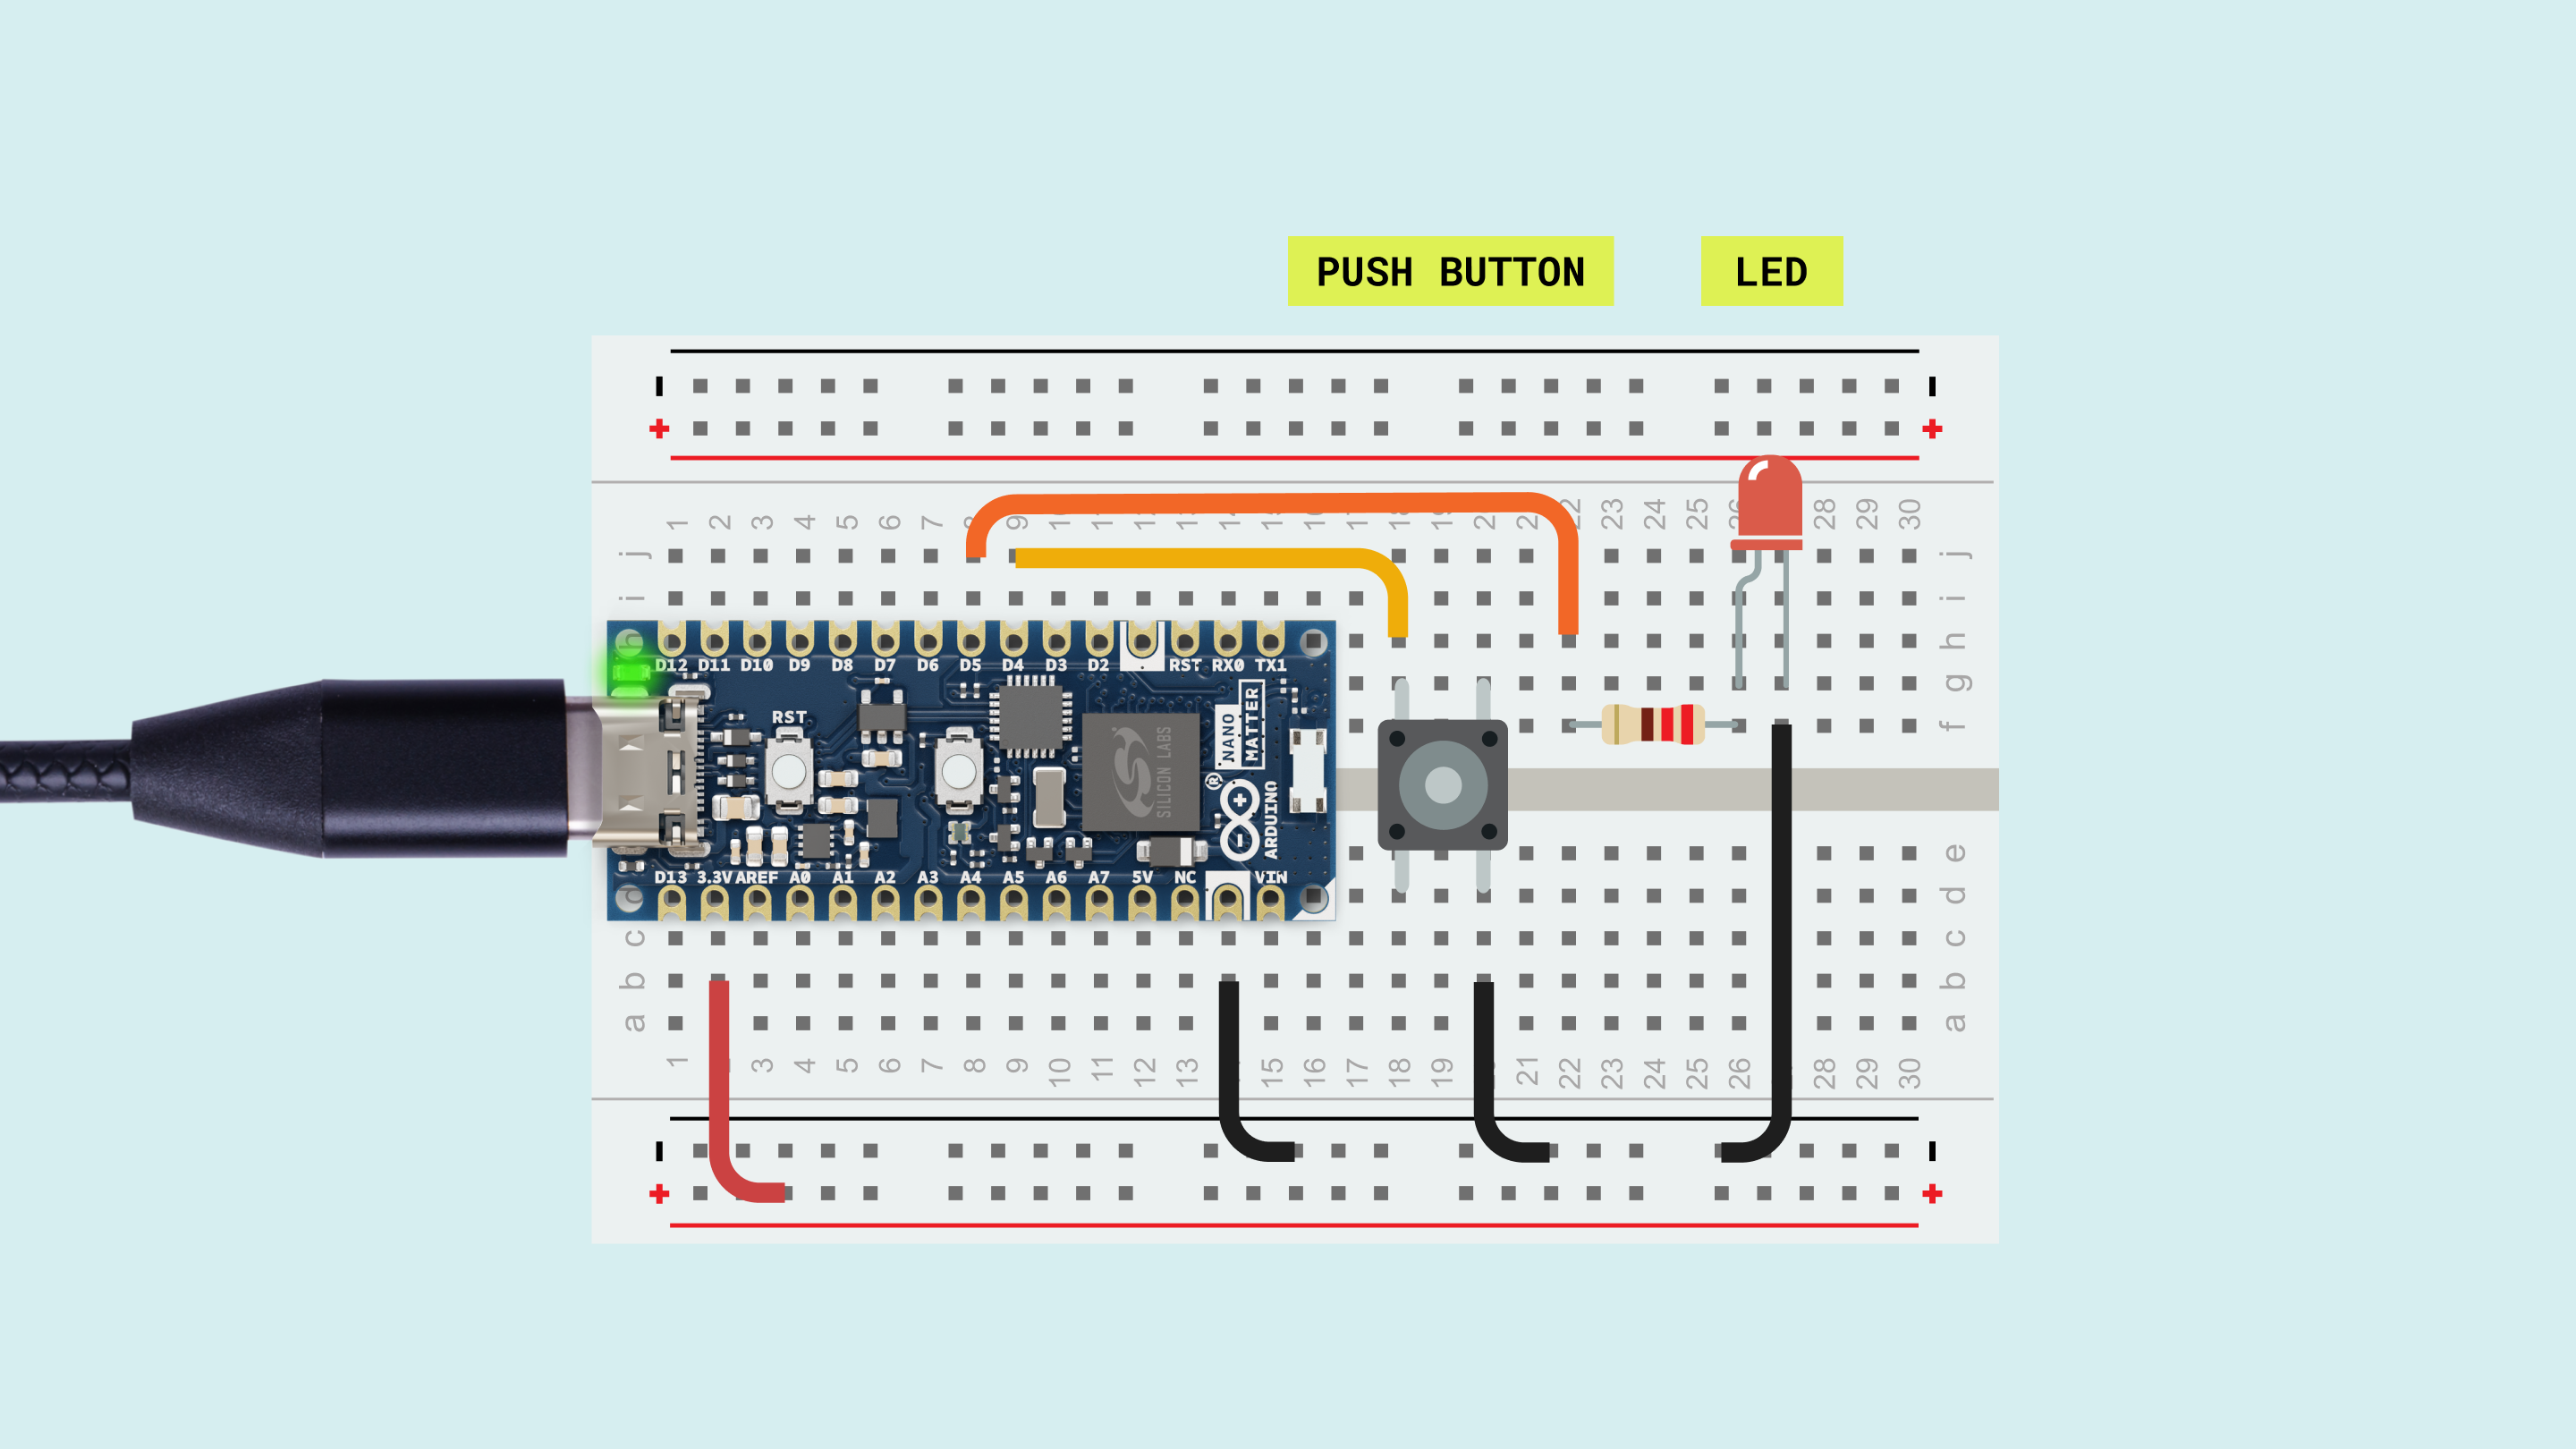 PUSH BUTTON LED
- -
+ +
1 2 3 4 5 6 7 9 23 24 25 28 29 30
j j
i i
h
D12 D11 D10 D9 D8 D7 D6 D5 D4 D3 D2 RST RX0 TX1
g
RST
NANO
MATTER
f
SILICON LABS
®
ARDUINO
e
D13 3.3V AREF A0 A1 A2 A3 A4 A5 A6 A7 5V NC VIN
d d
c c
b b
a a
1 3 4 5 6 7 8 9 10 11 12 13 15 16 17 18 19 21 22 23 24 25 26 28 29 30
- -
+ +